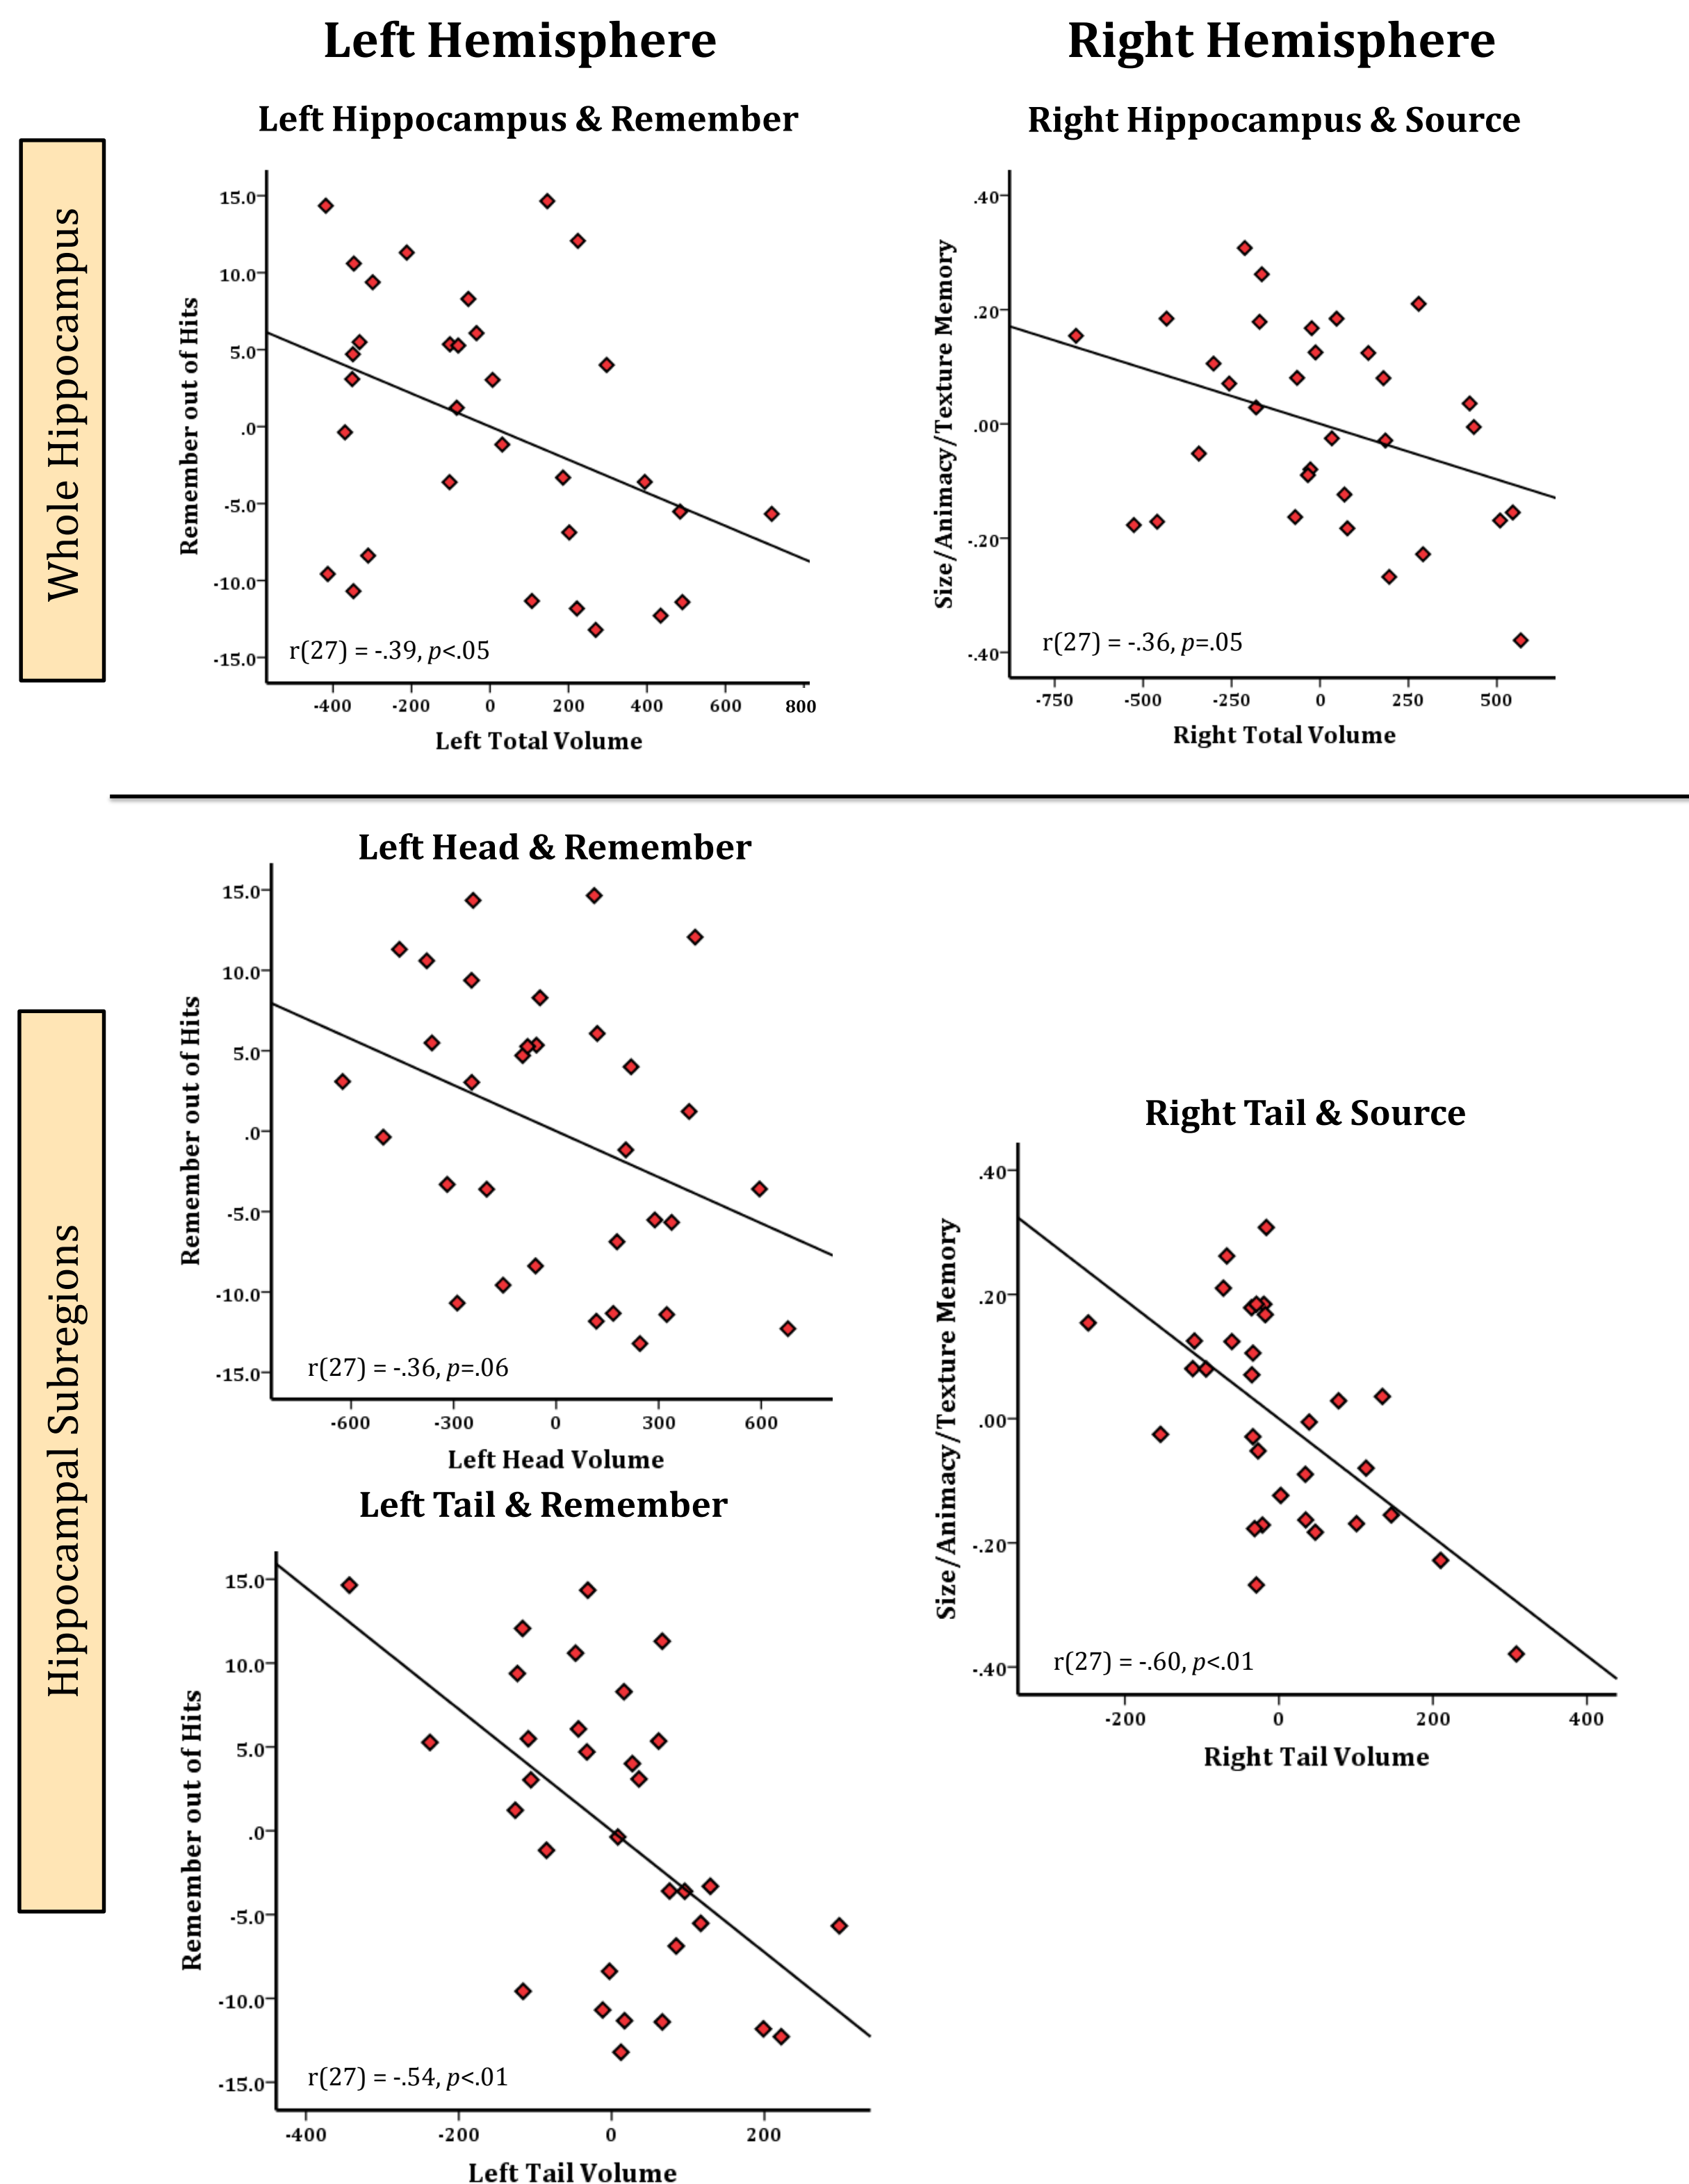 Left Hemisphere
Right Hemisphere
Whole Hippocampus
Left Hippocampus & Remember
Remember out of Hits
15.0
10.0
5.0
.0
-5.0
-10.0
-15.0
r(27) = -.39, p<.05
-400 -200 0 200 400 600 800
Left Total Volume
Right Hippocampus & Source
Size/Animacy/Texture Memory
.40
.20
.00
-.20
-.40
r(27) = -.36, p=.05
-750 -500 -250 0 250 500
Right Total Volume
Hippocampal Subregions
Left Head & Remember
Remember out of Hits
15.0
10.0
5.0
.0
-5.0
-10.0
-15.0
r(27) = -.36, p=.06
-600 -300 0 300 600
Left Head Volume
Left Tail & Remember
Remember out of Hits
15.0
10.0
5.0
.0
-5.0
-10.0
-15.0
r(27) = -.54, p<.01
-400 -200 0 200
Left Tail Volume
Right Tail & Source
Size/Animacy/Texture Memory
.40
.20
.00
-.20
-.40
r(27) = -.60, p<.01
-200 0 200 400
Right Tail Volume